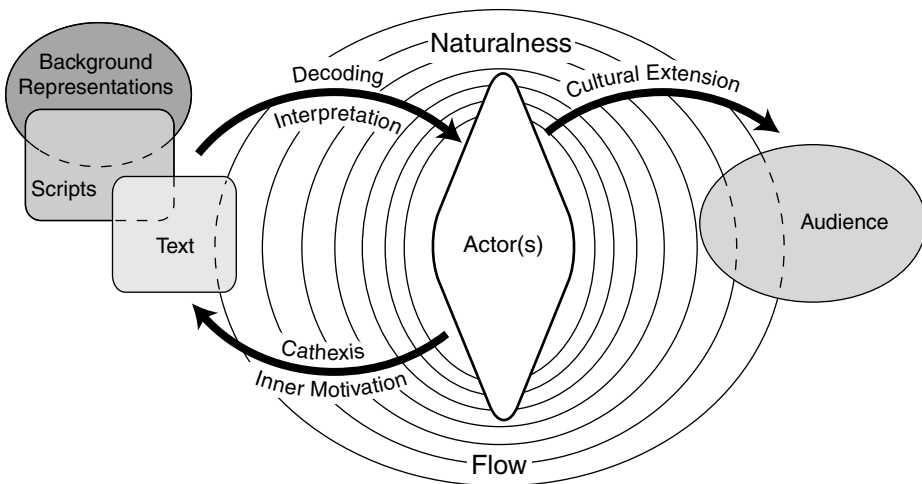 Background
Representations
Scripts
Text
Decoding
Interpretation
Naturalness
Cultural Extension
Actor(s)
Audience
Cathexis
Inner Motivation
Flow